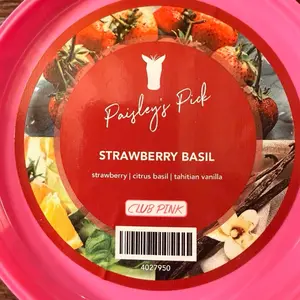 Paisley's Pick
STRAWBERRY BASIL
strawberry | citrus basil | tahitian vanilla
CLUB PINK
4027950